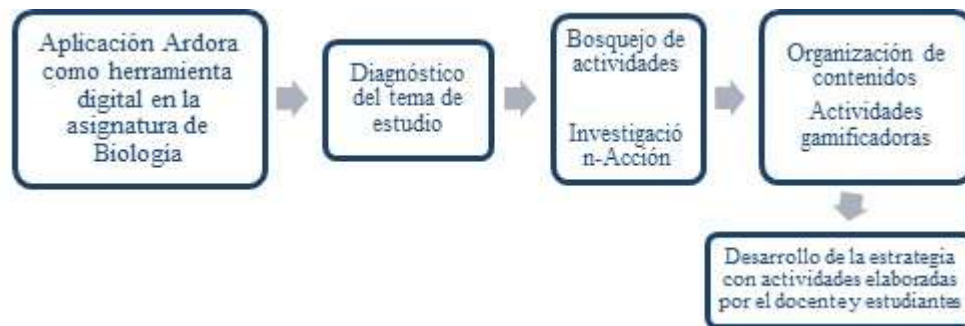 Aplicación Ardora
como herramienta
digital en la
asignatura de
Biología
Diagnóstico
del tema de
estudio
Bosquejo de
actividades
Investigació
n-Acción
Organización de
contenidos
Actividades
gamificadoras
Desarrollo de la estrategia
con actividades elaboradas
por el docente y estudiantes